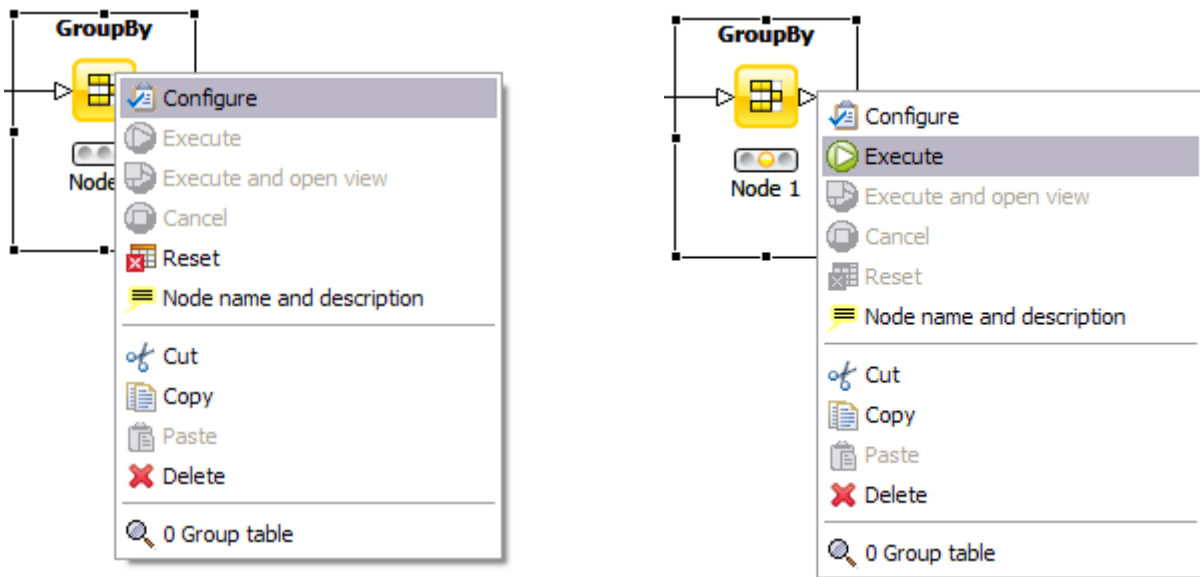 GroupBy
Node
Configure
Execute
Execute and open view
Cancel
Reset
Node name and description
Cut
Copy
Paste
Delete
0 Group table
GroupBy
Node 1
Configure
Execute
Execute and open view
Cancel
Reset
Node name and description
Cut
Copy
Paste
Delete
0 Group table